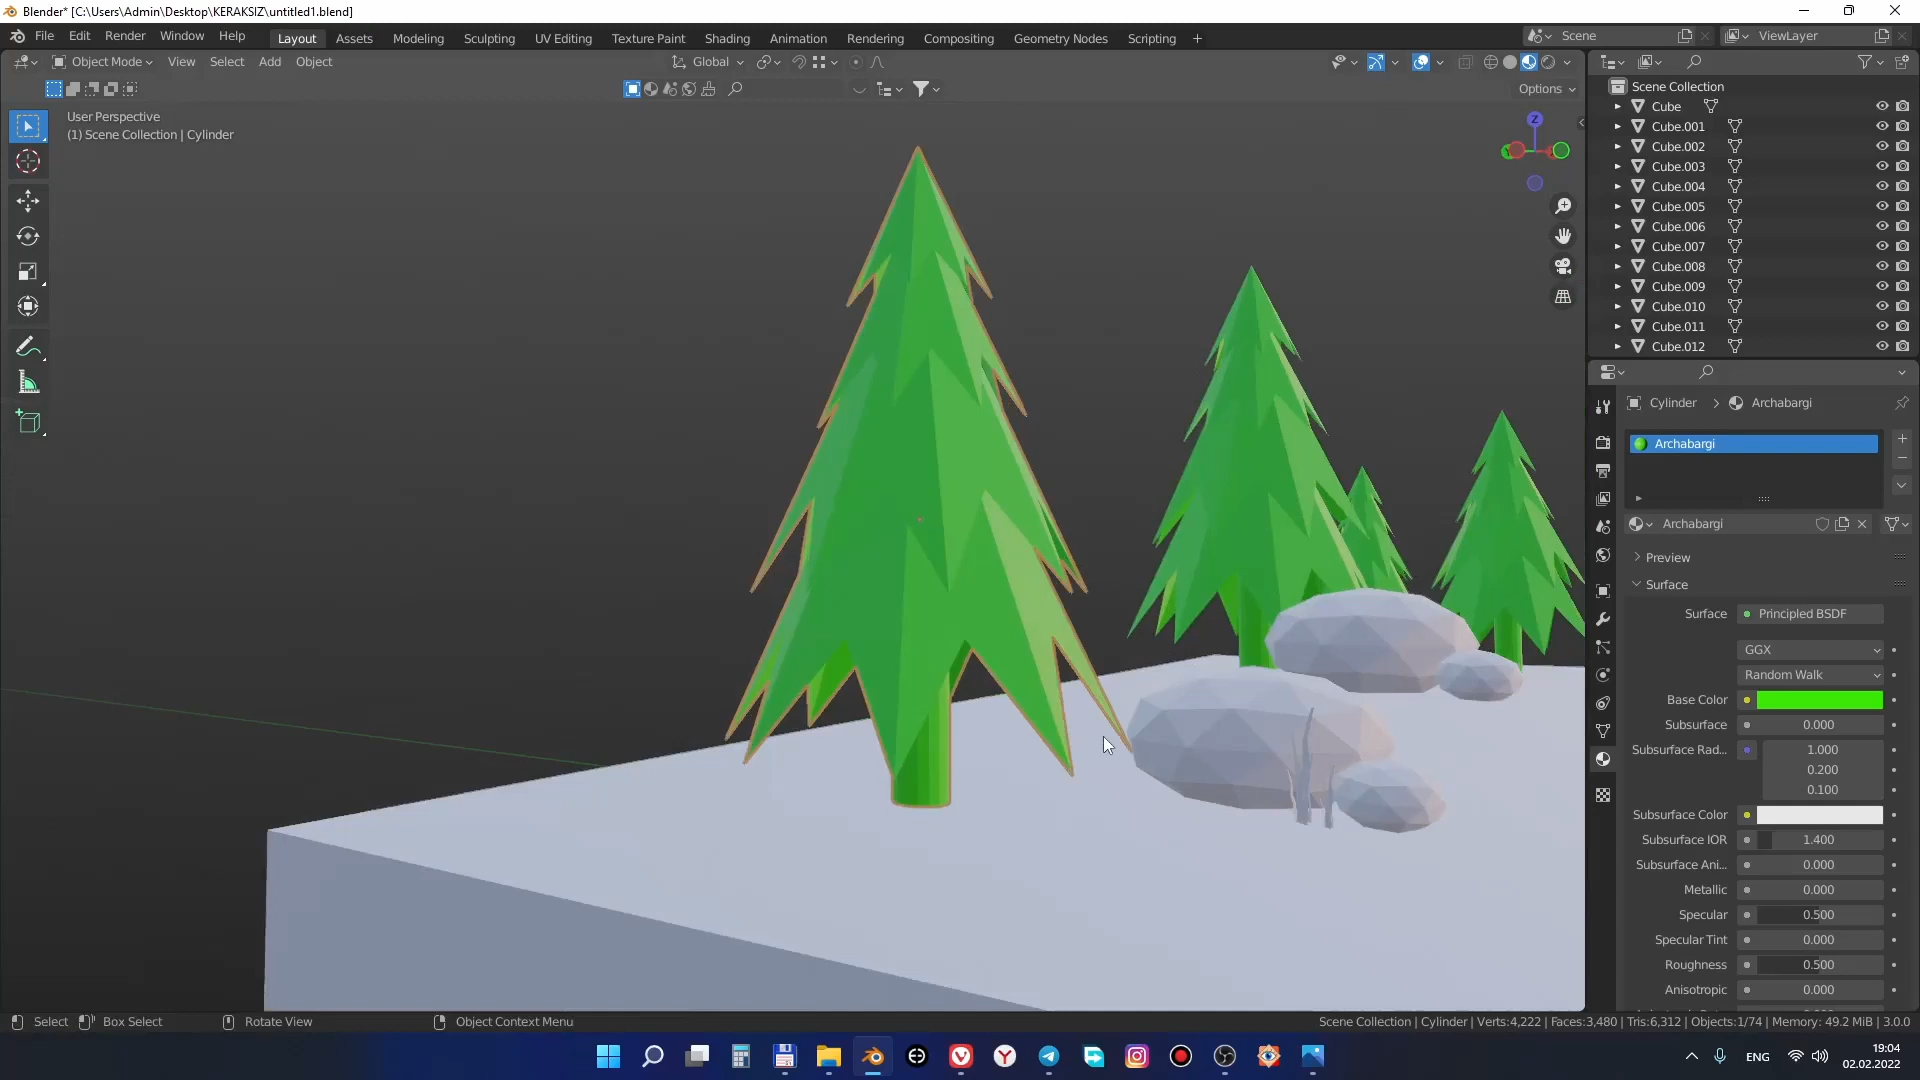 Blender* [C:\Users\Admin\Desktop\KERAKSIZ\untitled1.blend]
File Edit Render Window Help Layout Assets Modeling Sculpting UV Editing Texture Paint Shading Animation Rendering Compositing Geometry Nodes Scripting + Scene ViewLayer
Object Mode View Select Add Object Global
Options
User Perspective
(1) Scene Collection | Cylinder
Z
Scene Collection
Cube
Cube.001
Cube.002
Cube.003
Cube.004
Cube.005
Cube.006
Cube.007
Cube.008
Cube.009
Cube.010
Cube.011
Cube.012
Cylinder > Archabargi
Archabargi
Archabargi
Preview
Surface
Surface Principled BSDF
GGX
Random Walk
Base Color
Subsurface 0.000
Subsurface Rad... 1.000
0.200
0.100
Subsurface Color
Subsurface IOR 1.400
Subsurface Ani... 0.000
Metallic 0.000
Specular 0.500
Specular Tint 0.000
Roughness 0.500
Anisotropic 0.000
Select Box Select Rotate View Object Context Menu Scene Collection | Cylinder | Verts:4,222 | Faces:3,480 | Tris:6,312 | Objects:1/74 | Memory: 49.2 MiB | 3.0.0
ENG 19:04
02.02.2022